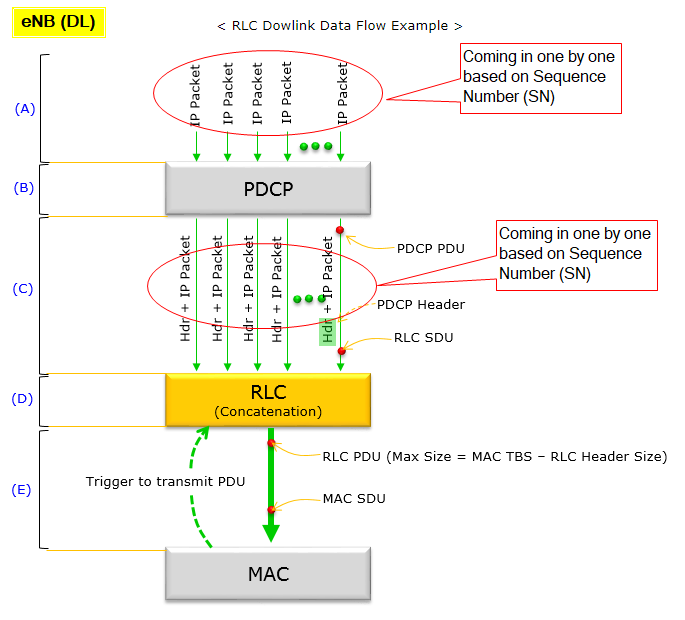 eNB (DL)
< RLC Dowlink Data Flow Example >
Coming in one by one
based on Sequence
Number (SN)
(A)
IP Packet
IP Packet
IP Packet
IP Packet
IP Packet
(B)
PDCP
(C)
Hdr + IP Packet
Hdr + IP Packet
Hdr + IP Packet
Hdr + IP Packet
Hdr + IP Packet
PDCP PDU
Coming in one by one
based on Sequence
Number (SN)
PDCP Header
RLC SDU
(D)
RLC
(Concatenation)
(E)
Trigger to transmit PDU
RLC PDU (Max Size = MAC TBS – RLC Header Size)
MAC SDU
MAC